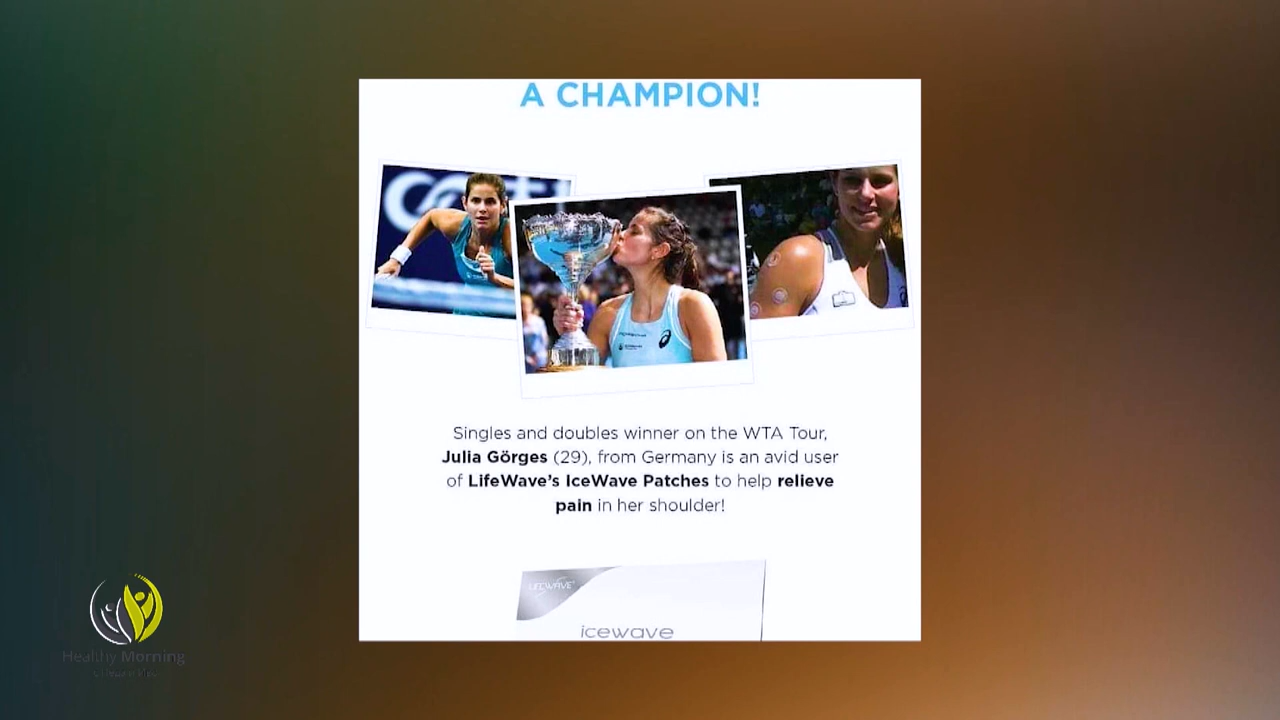 A CHAMPION!
Singles and doubles winner on the WTA Tour,
Julia Görges (29), from Germany is an avid user
of LifeWave's IceWave Patches to help relieve
pain in her shoulder!
LIFEWAVE
icewave
Healthy Morning